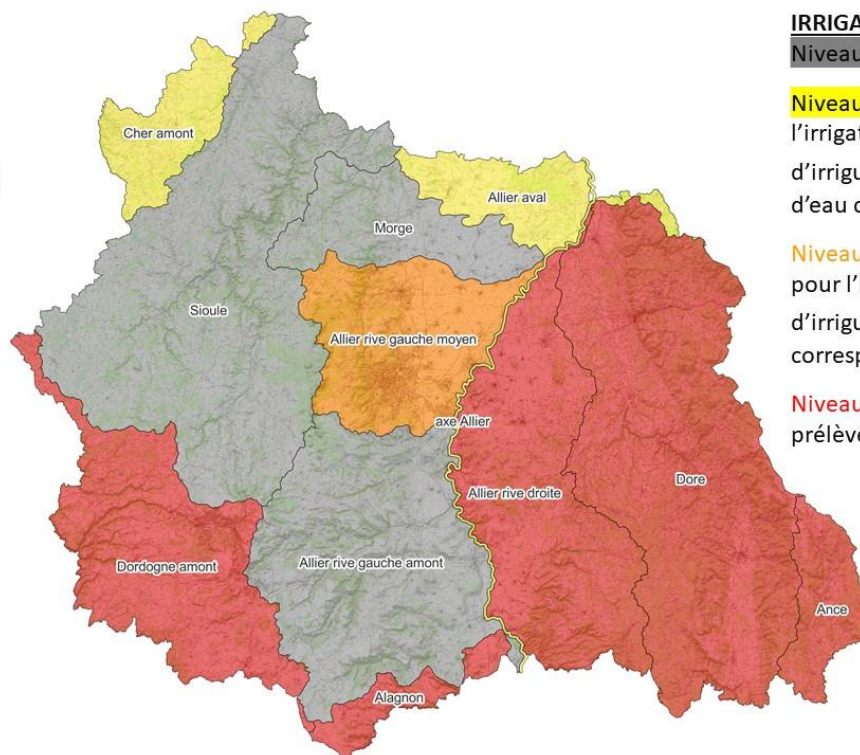 IRRIGA
Niveau
Niveau
l'irrigat
d'irrigu
d'eau c
Niveau
pour l'
d'irrigu
corresp
Niveau
prélève
Cher amont
Allier aval
Morge
Sioule
Allier rive gauche moyen
axe Allier
Allier rive droite
Dore
Dordogne amont
Allier rive gauche amont
Ance
Alagnon